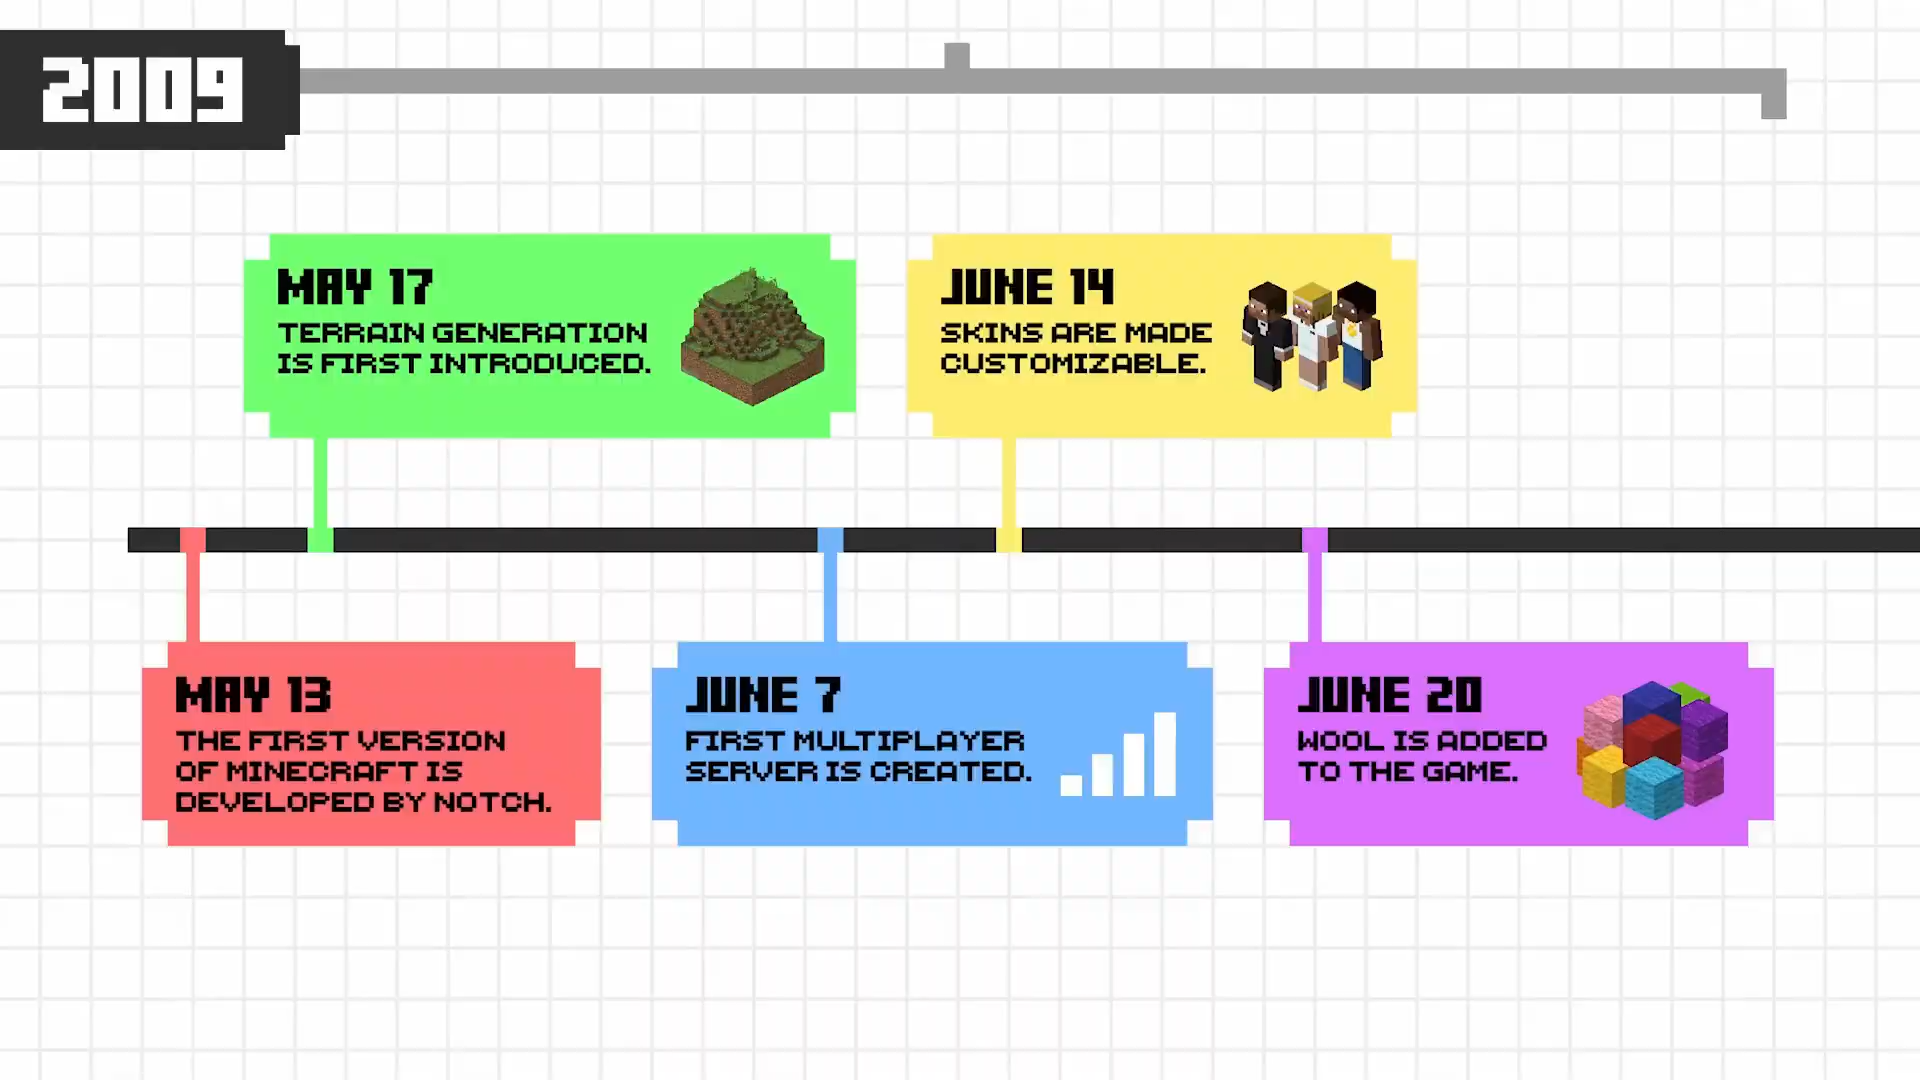 2009
MAY 17
TERRAIN GENERATION
IS FIRST INTRODUCED.
JUNE 14
SKINS ARE MADE
CUSTOMIZABLE.
MAY 13
THE FIRST VERSION
OF MINECRAFT IS
DEVELOPED BY NOTCH.
JUNE 7
FIRST MULTIPLAYER
SERVER IS CREATED.
JUNE 20
WOOL IS ADDED
TO THE GAME.